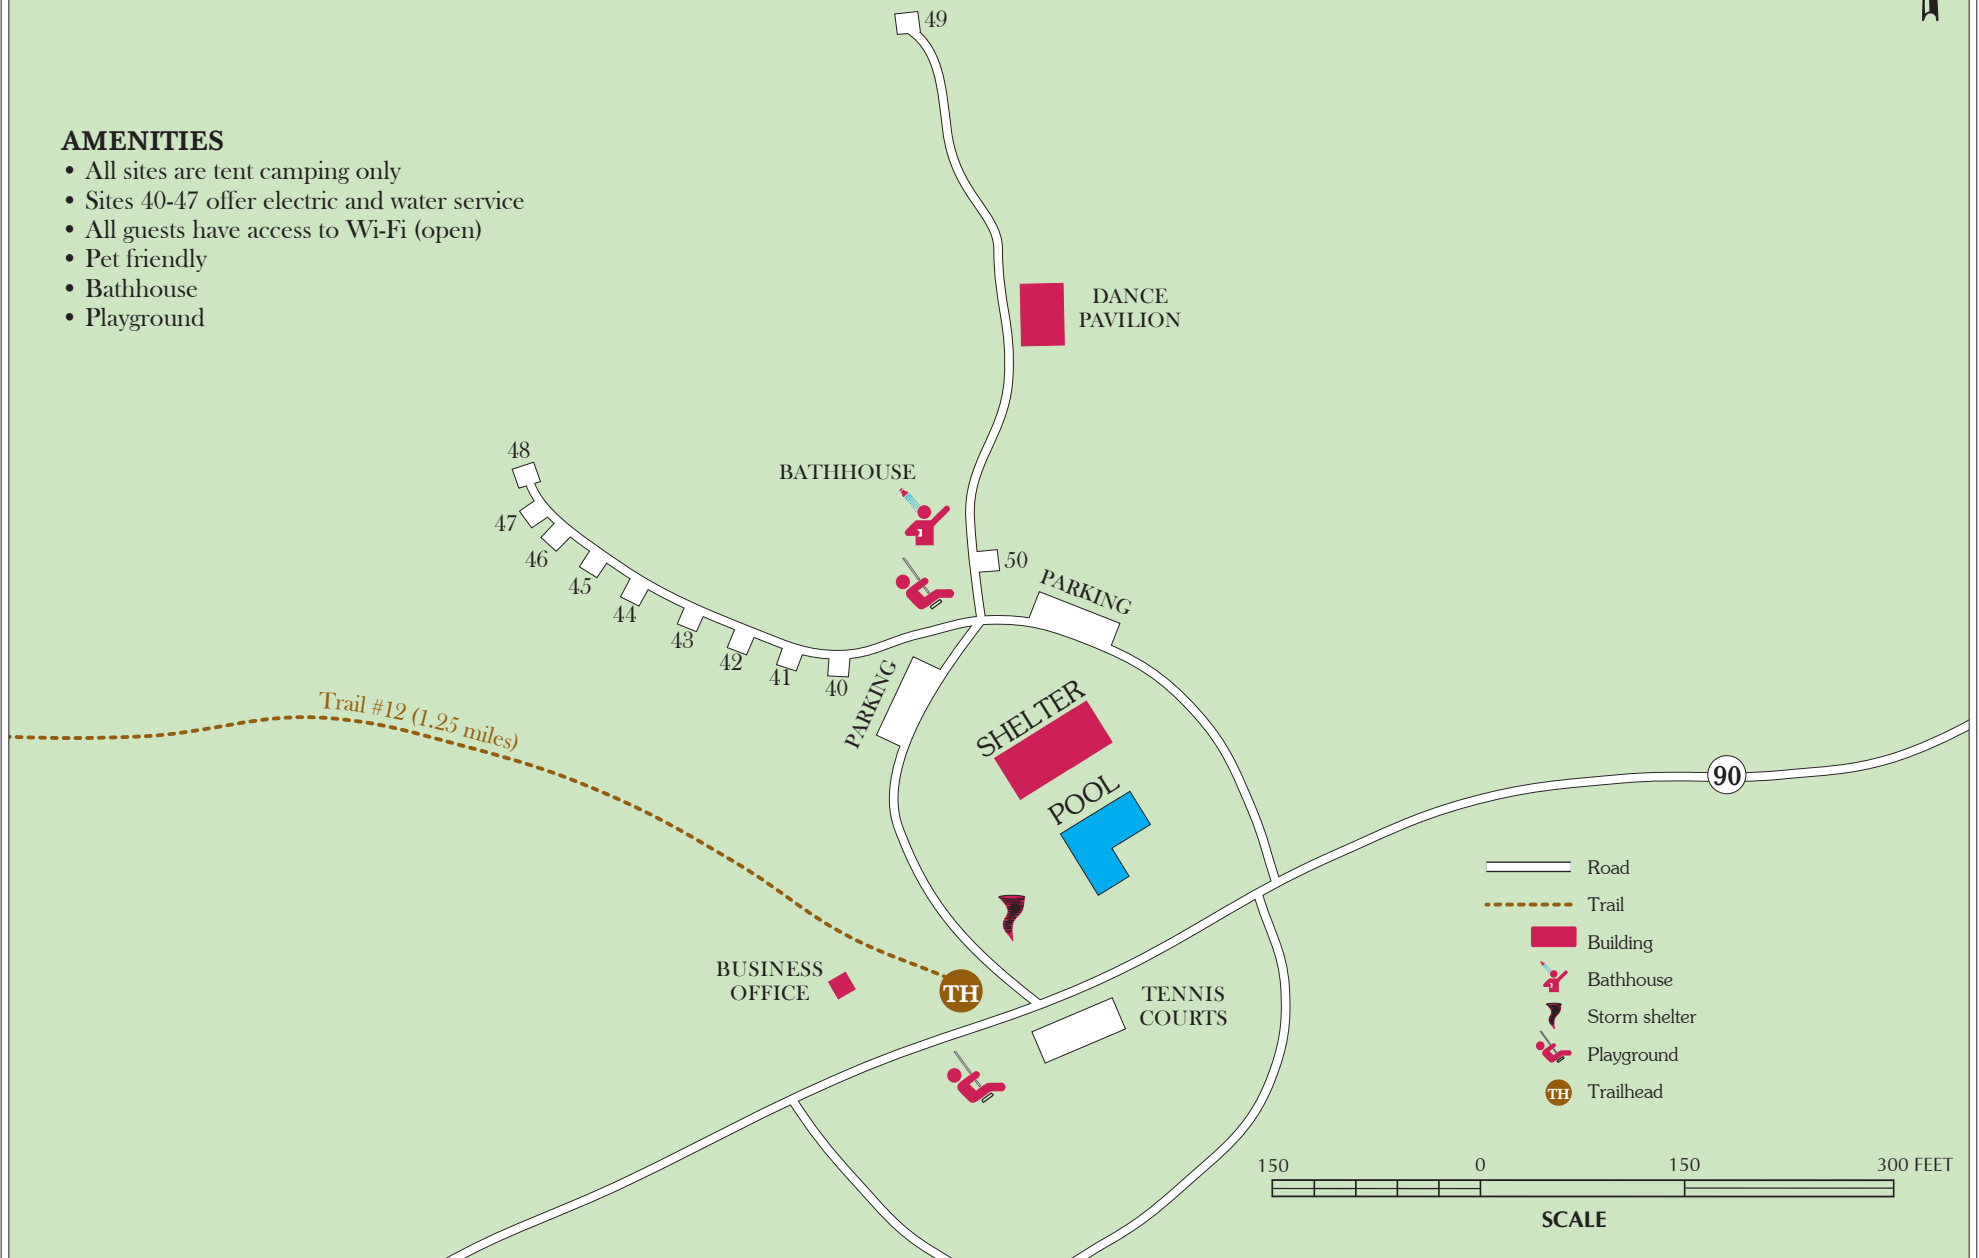 49
AMENITIES
• All sites are tent camping only
• Sites 40-47 offer electric and water service
• All guests have access to Wi-Fi (open)
• Pet friendly
• Bathhouse
• Playground
DANCE
PAVILION
48
BATHHOUSE
47
46
50
45
PARKING
44
43
42
41
40
PARKING
SHELTER
Trail #12 (1.25 miles)
POOL
90
Road
Trail
Building
Bathhouse
Storm shelter
Playground
TH Trailhead
BUSINESS
OFFICE
TH
TENNIS
COURTS
150 0 150 300 FEET
SCALE